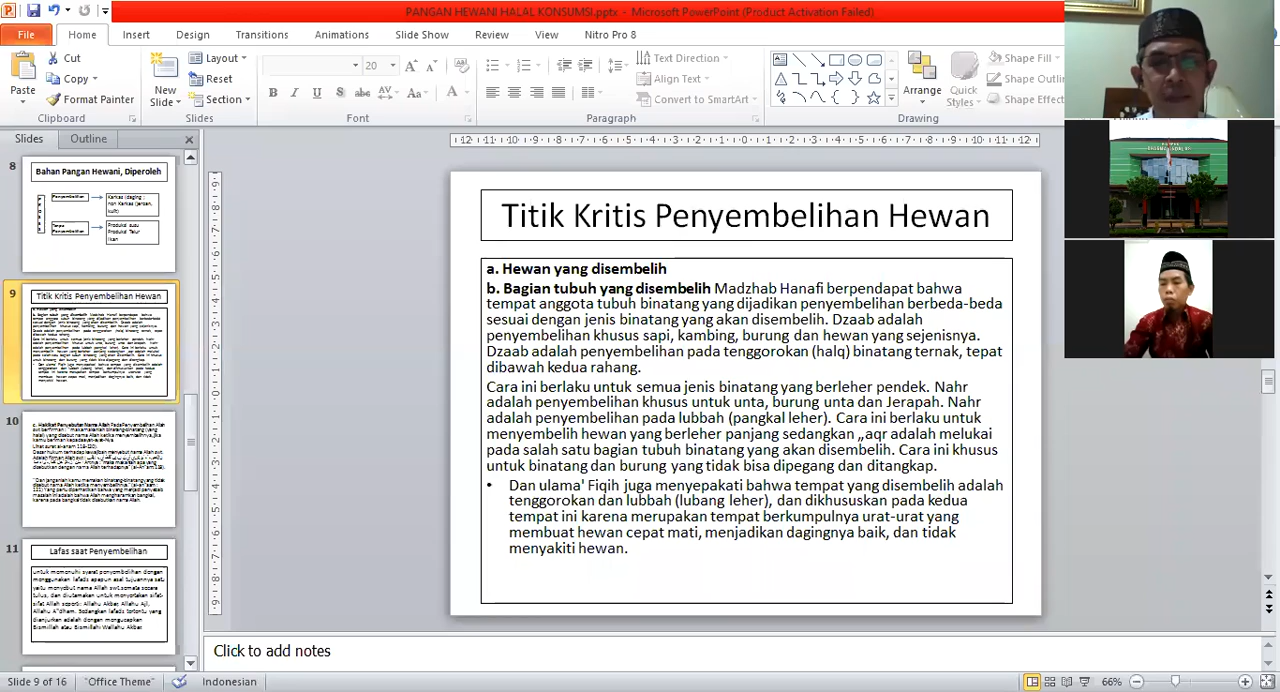 PANGAN HEWANI HALAL KONSUMSI.pptx - Microsoft PowerPoint (Product Activation Failed)
File Home Insert Design Transitions Animations Slide Show Review View Nitro Pro 8
Paste
Cut
Copy
Format Painter
Clipboard
New Slide
Layout
Reset
Section
Slides
20
Font
Paragraph
Text Direction
Align Text
Convert to SmartArt
Arrange
Quick Styles
Shape Fill
Shape Outlin
Shape Effect
Drawing
Slides Outline
8
Bahan Pangan Hewani, Diperoleh
9
Titik Kritis Penyembelihan Hewan
10
11
Lafas saat Penyembelihan
Titik Kritis Penyembelihan Hewan
a. Hewan yang disembelih
b. Bagian tubuh yang disembelih Madzhab Hanafi berpendapat bahwa
tempat anggota tubuh binatang yang dijadikan penyembelihan berbeda-beda
sesuai dengan jenis binatang yang akan disembelih. Dzaab adalah
penyembelihan khusus sapi, kambing, burung dan hewan yang sejenisnya.
Dzaab adalah penyembelihan pada tenggorokan (halq) binatang ternak, tepat
dibawah kedua rahang.
Cara ini berlaku untuk semua jenis binatang yang berleher pendek. Nahr
adalah penyembelihan khusus untuk unta, burung unta dan Jerapah. Nahr
adalah penyembelihan pada lubbah (pangkal leher). Cara ini berlaku untuk
menyembelih hewan yang berleher panjang sedangkan „aqr adalah melukai
pada salah satu bagian tubuh binatang yang akan disembelih. Cara ini khusus
untuk binatang dan burung yang tidak bisa dipegang dan ditangkap.
• Dan ulama' Fiqih juga menyepakati bahwa tempat yang disembelih adalah
tenggorokan dan lubbah (lubang leher), dan dikhususkan pada kedua
tempat ini karena merupakan tempat berkumpulnya urat-urat yang
membuat hewan cepat mati, menjadikan dagingnya baik, dan tidak
menyakiti hewan.
Click to add notes
Slide 9 of 16 "Office Theme" Indonesian 66%